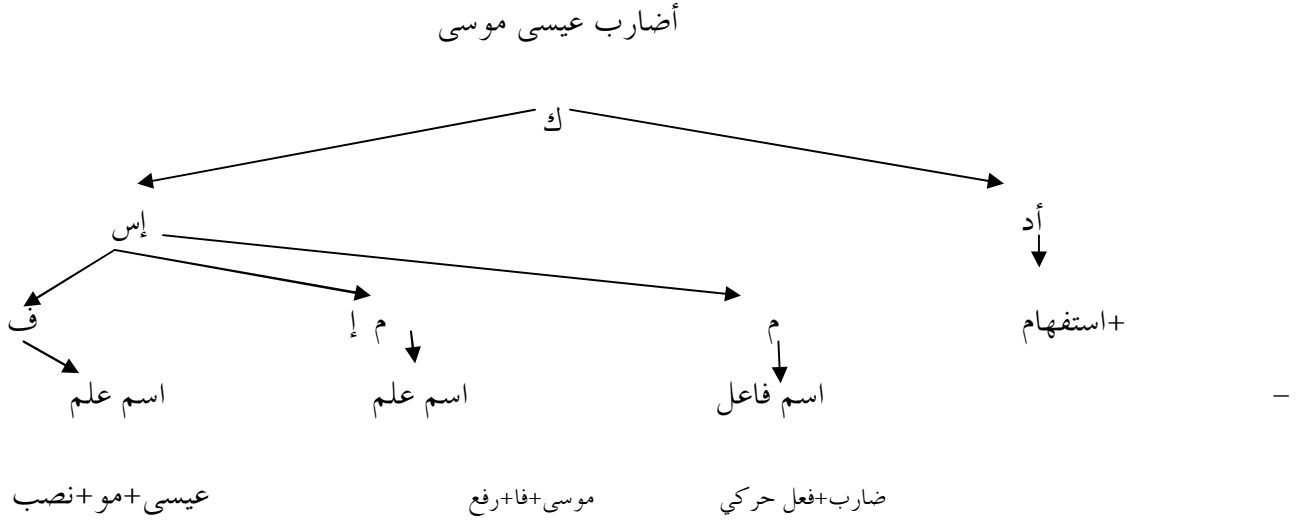 أضارب عيسى موسى
ك
أد إس
+استفهام م م إ ف
– اسم فاعل اسم علم اسم علم
ضارب+فعل حركي موسى+فا+رفع عيسى+مو+نصب